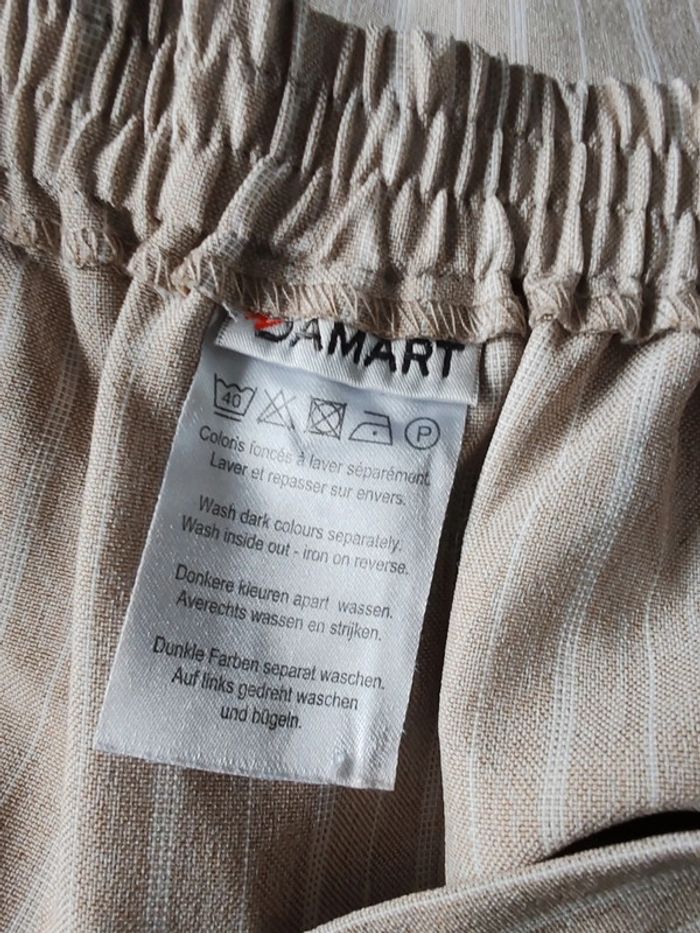 DAMART
40 P
Coloris foncés à laver séparément.
Laver et repasser sur envers.
Wash dark colours separately.
Wash inside out - iron on reverse.
Donkere kleuren apart wassen.
Averechts wassen en strijken.
Dunkle Farben separat waschen.
Auf links gedreht waschen
und bügeln.